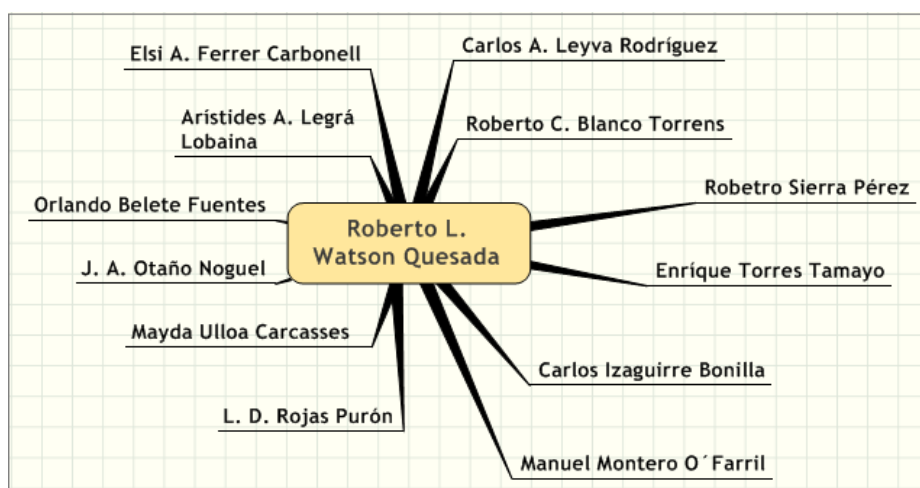 Elsi A. Ferrer Carbonell
Carlos A. Leyva Rodríguez
Arístides A. Legrá
Lobaina
Roberto C. Blanco Torrens
Orlando Belete Fuentes
Robetro Sierra Pérez
Roberto L.
Watson Quesada
J. A. Otaño Noguel
Enríque Torres Tamayo
Mayda Ulloa Carcasses
Carlos Izaguirre Bonilla
L. D. Rojas Purón
Manuel Montero O´Farril